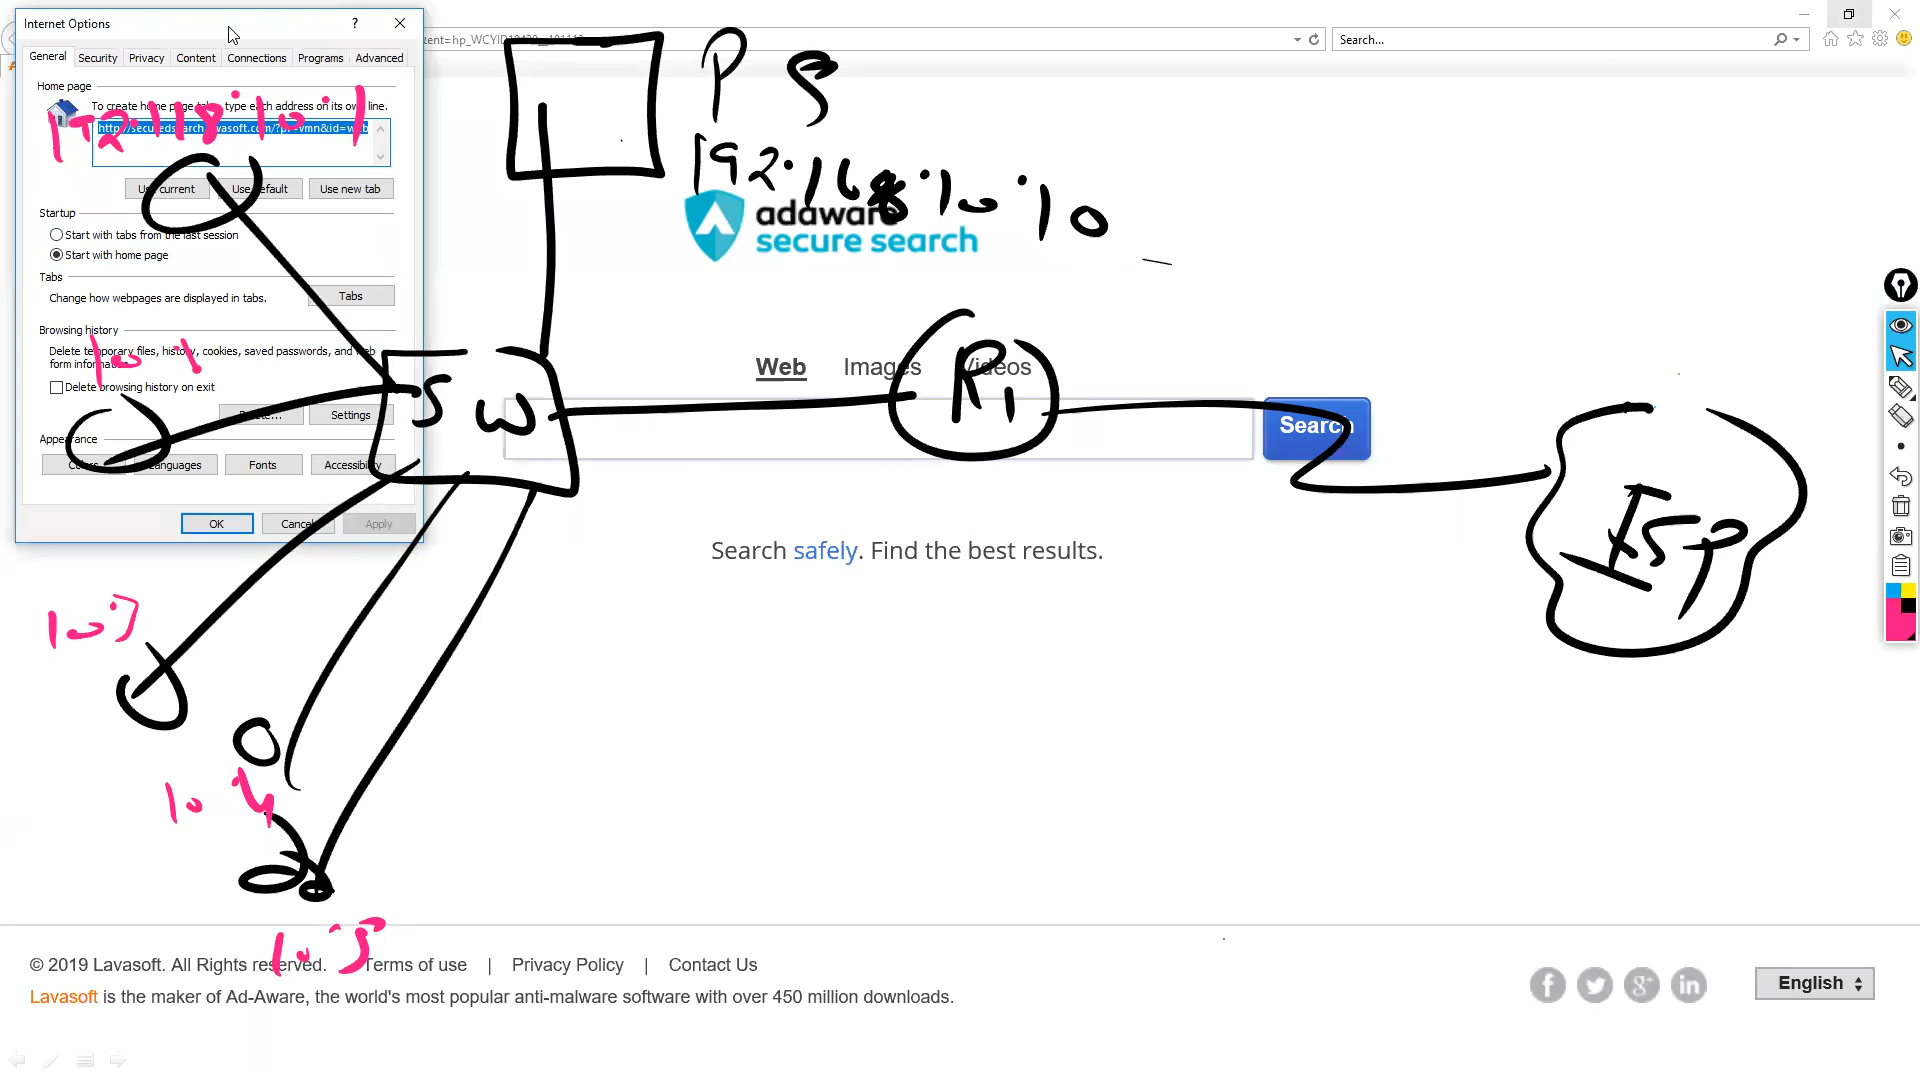 Internet Options
tent=hp_WCYID10420__181112
Search...
General Security Privacy Content Connections Programs Advanced
Home page
To create home page tabs, type each address on its own line.
Use current Use default Use new tab
Startup
Start with tabs from the last session
Start with home page
Tabs
Change how webpages are displayed in tabs.
Tabs
Browsing history
Delete temporary files, history, cookies, saved passwords, and web
form information.
Delete browsing history on exit
Settings
Appearance
Colors Languages Fonts Accessibility
OK Cancel Apply
P S
192.168.10.10
adaware
secure search
Web Images Videos
SW
R1
Search
ISP
Search safely. Find the best results.
10.3
10.4
10.5
© 2019 Lavasoft. All Rights reserved. Terms of use | Privacy Policy | Contact Us
Lavasoft is the maker of Ad-Aware, the world's most popular anti-malware software with over 450 million downloads.
English